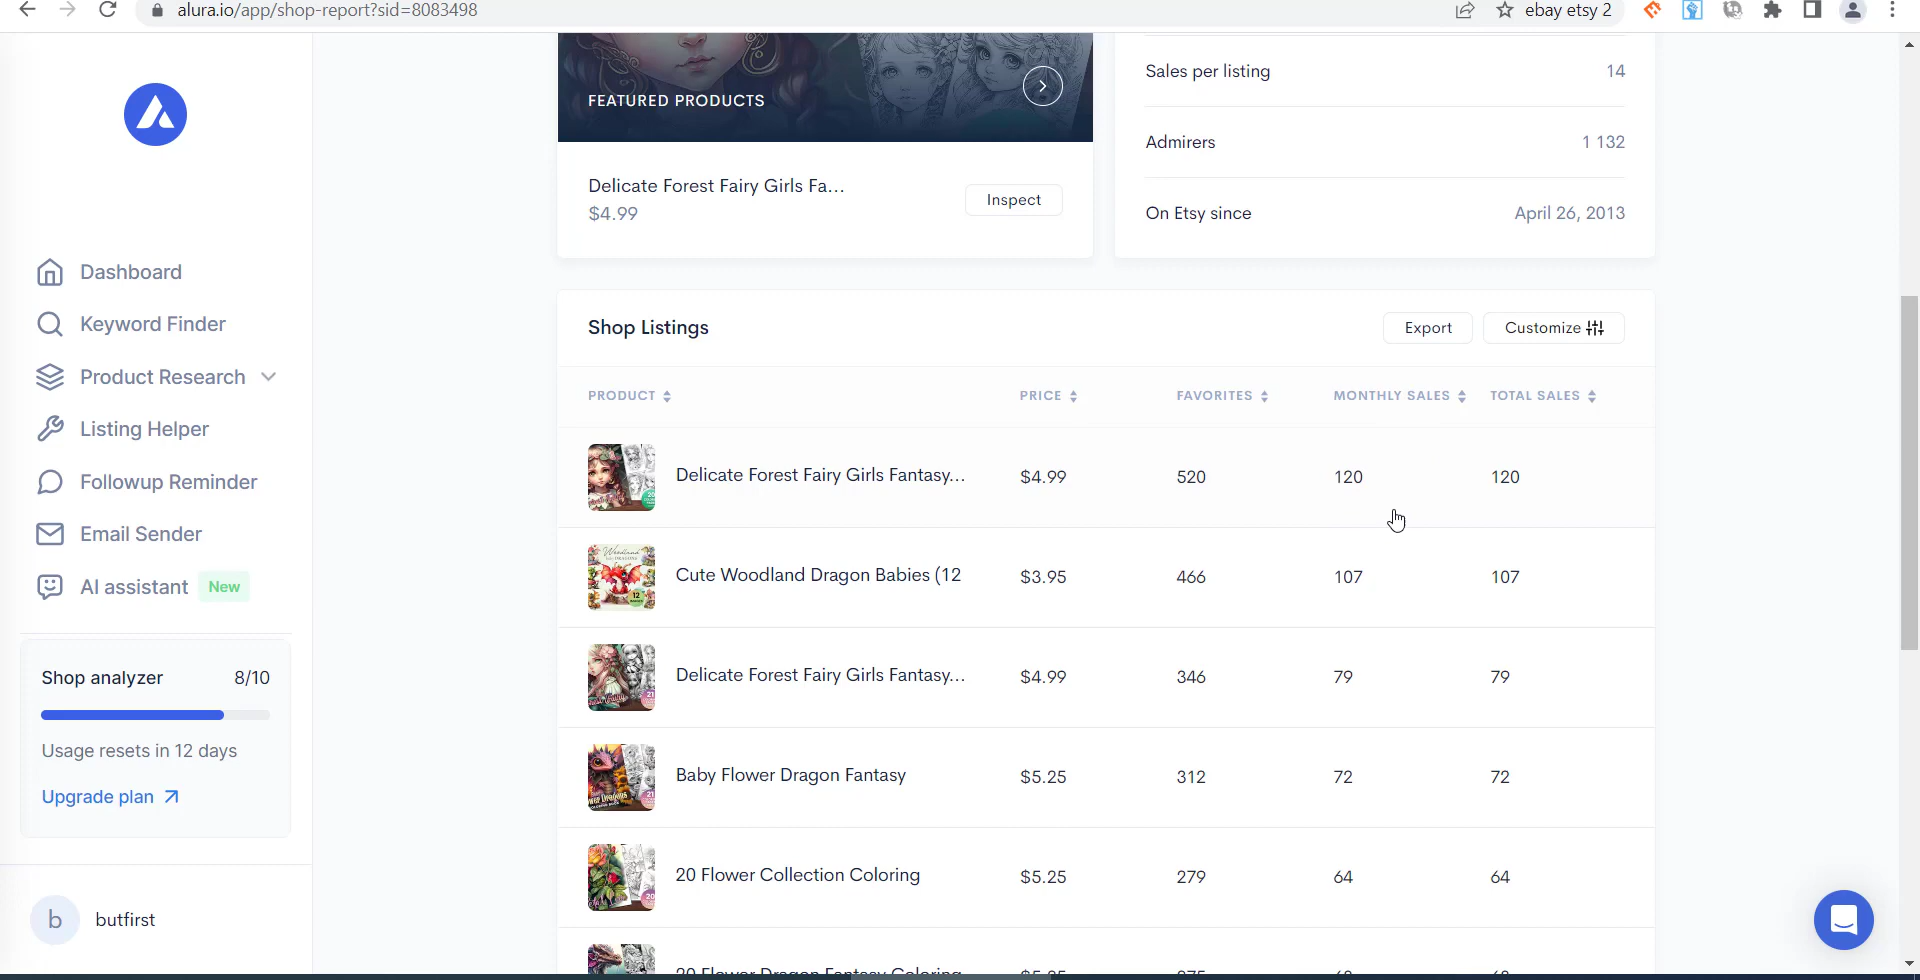 alura.io/app/shop-report?sid=8083498
ebay etsy 2
Dashboard
Keyword Finder
Product Research
Listing Helper
Followup Reminder
Email Sender
AI assistant New
Shop analyzer 8/10
Usage resets in 12 days
Upgrade plan
b butfirst
FEATURED PRODUCTS
Delicate Forest Fairy Girls Fa...
$4.99
Inspect
Sales per listing 14
Admirers 1 132
On Etsy since April 26, 2013
Shop Listings
Export Customize
PRODUCT PRICE FAVORITES MONTHLY SALES TOTAL SALES
Delicate Forest Fairy Girls Fantasy... $4.99 520 120 120
Cute Woodland Dragon Babies (12 $3.95 466 107 107
Delicate Forest Fairy Girls Fantasy... $4.99 346 79 79
Baby Flower Dragon Fantasy $5.25 312 72 72
20 Flower Collection Coloring $5.25 279 64 64
20 Flower Dragon Fantasy Coloring